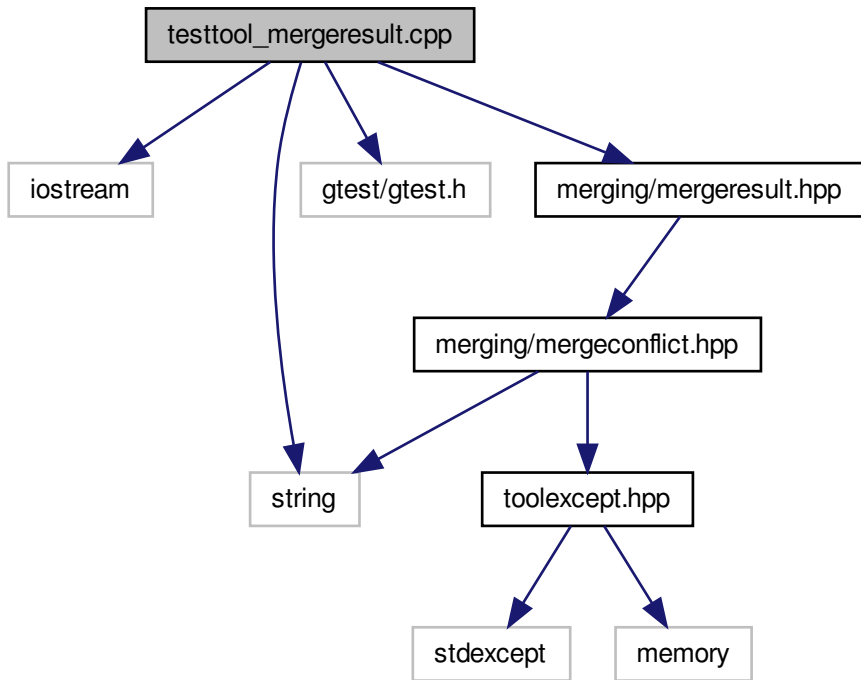 testtool_mergeresult.cpp
iostream
gtest/gtest.h
merging/mergeresult.hpp
merging/mergeconflict.hpp
string
toolexcept.hpp
stdexcept
memory